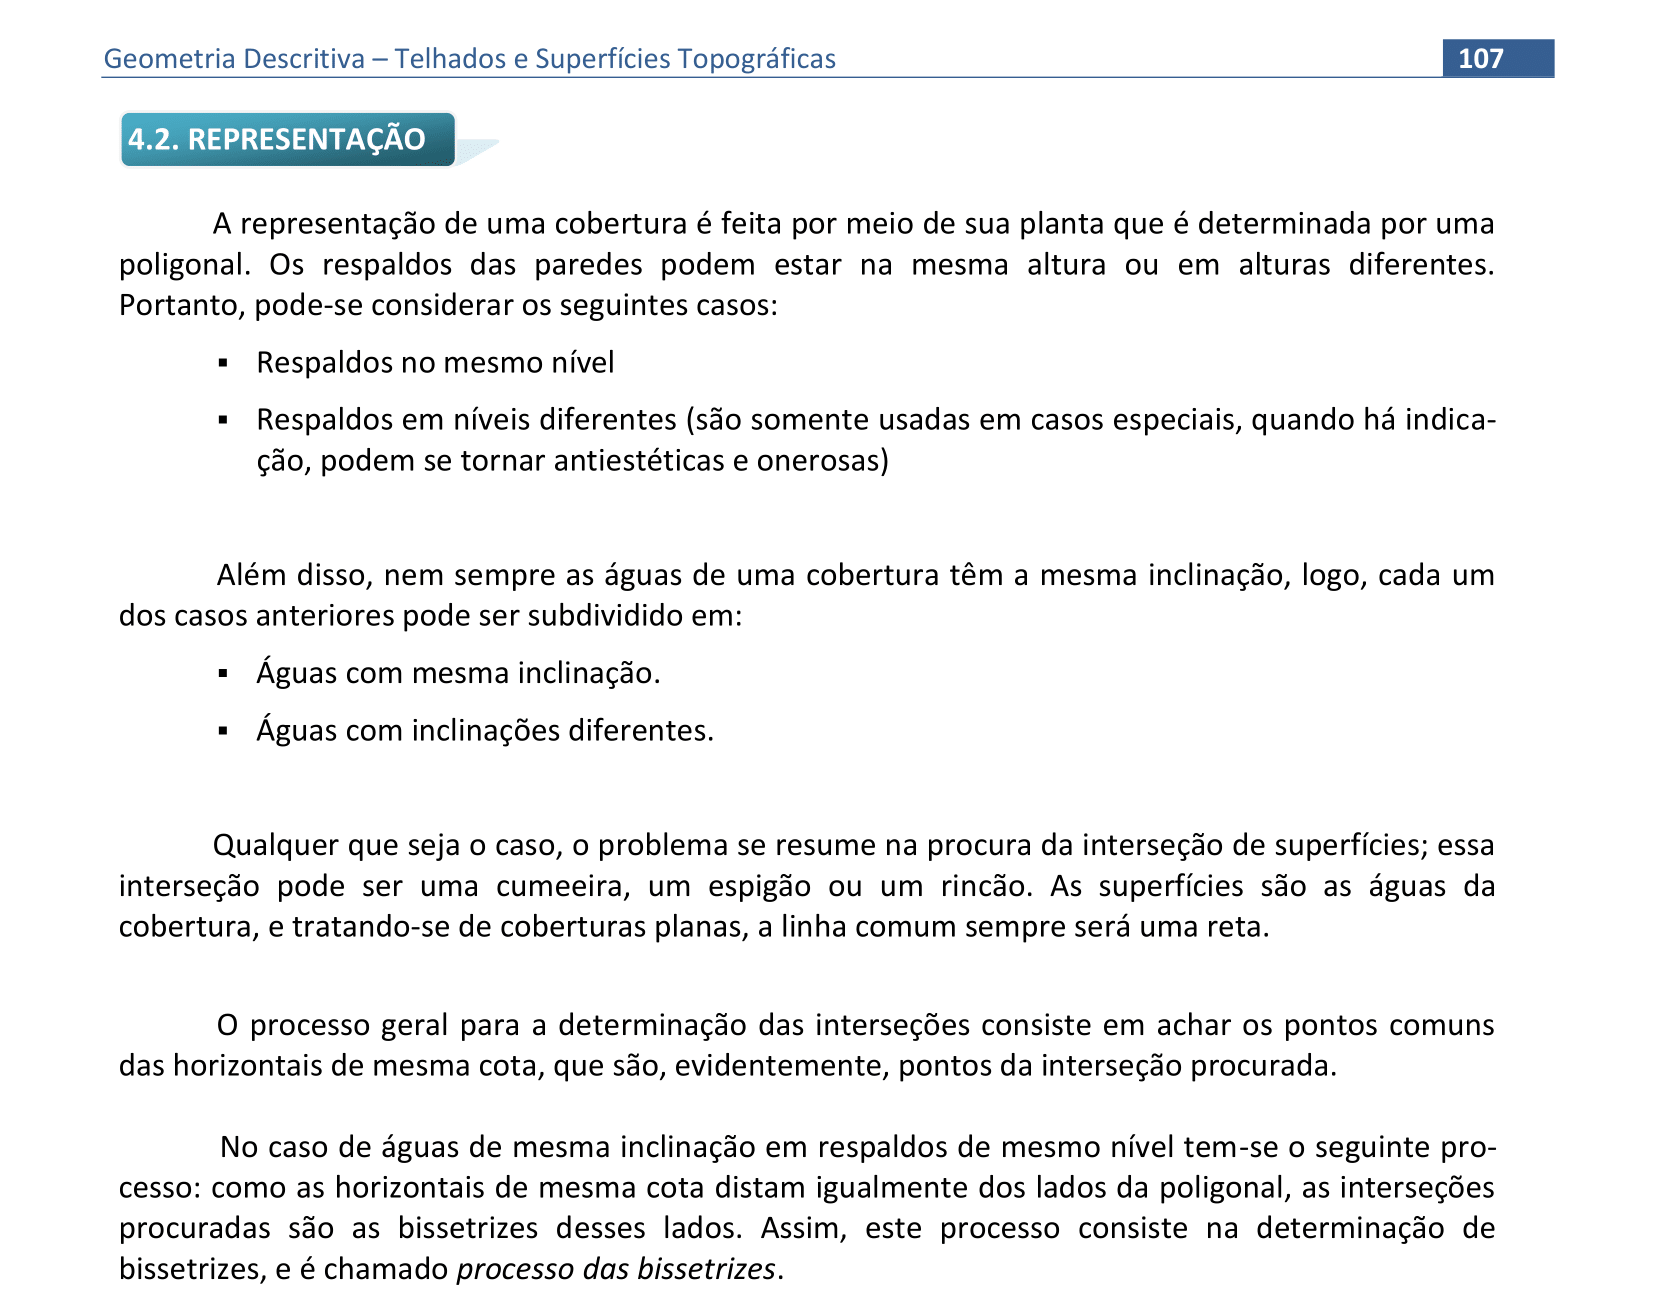 Geometria Descritiva – Telhados e Superfícies Topográficas 107
4.2. REPRESENTAÇÃO
A representação de uma cobertura é feita por meio de sua planta que é determinada por uma
poligonal. Os respaldos das paredes podem estar na mesma altura ou em alturas diferentes.
Portanto, pode-se considerar os seguintes casos:
▪ Respaldos no mesmo nível
▪ Respaldos em níveis diferentes (são somente usadas em casos especiais, quando há indica-
ção, podem se tornar antiestéticas e onerosas)
Além disso, nem sempre as águas de uma cobertura têm a mesma inclinação, logo, cada um
dos casos anteriores pode ser subdividido em:
▪ Águas com mesma inclinação.
▪ Águas com inclinações diferentes.
Qualquer que seja o caso, o problema se resume na procura da interseção de superfícies; essa
interseção pode ser uma cumeeira, um espigão ou um rincão. As superfícies são as águas da
cobertura, e tratando-se de coberturas planas, a linha comum sempre será uma reta.
O processo geral para a determinação das interseções consiste em achar os pontos comuns
das horizontais de mesma cota, que são, evidentemente, pontos da interseção procurada.
No caso de águas de mesma inclinação em respaldos de mesmo nível tem-se o seguinte pro-
cesso: como as horizontais de mesma cota distam igualmente dos lados da poligonal, as interseções
procuradas são as bissetrizes desses lados. Assim, este processo consiste na determinação de
bissetrizes, e é chamado processo das bissetrizes.